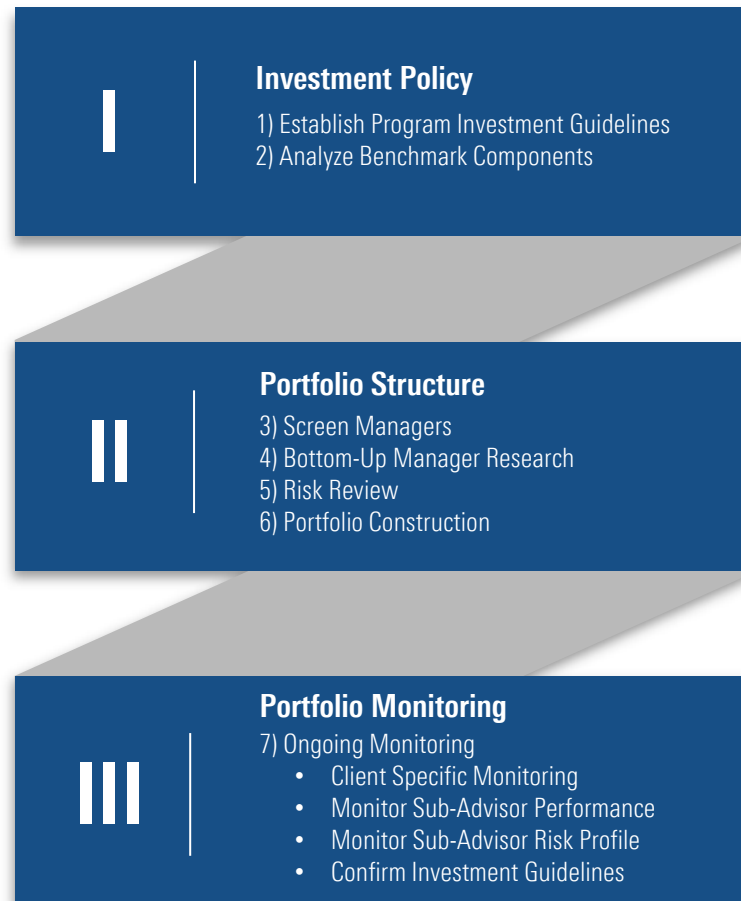 I
Investment Policy
1) Establish Program Investment Guidelines
2) Analyze Benchmark Components
II
Portfolio Structure
3) Screen Managers
4) Bottom-Up Manager Research
5) Risk Review
6) Portfolio Construction
III
Portfolio Monitoring
7) Ongoing Monitoring
• Client Specific Monitoring
• Monitor Sub-Advisor Performance
• Monitor Sub-Advisor Risk Profile
• Confirm Investment Guidelines